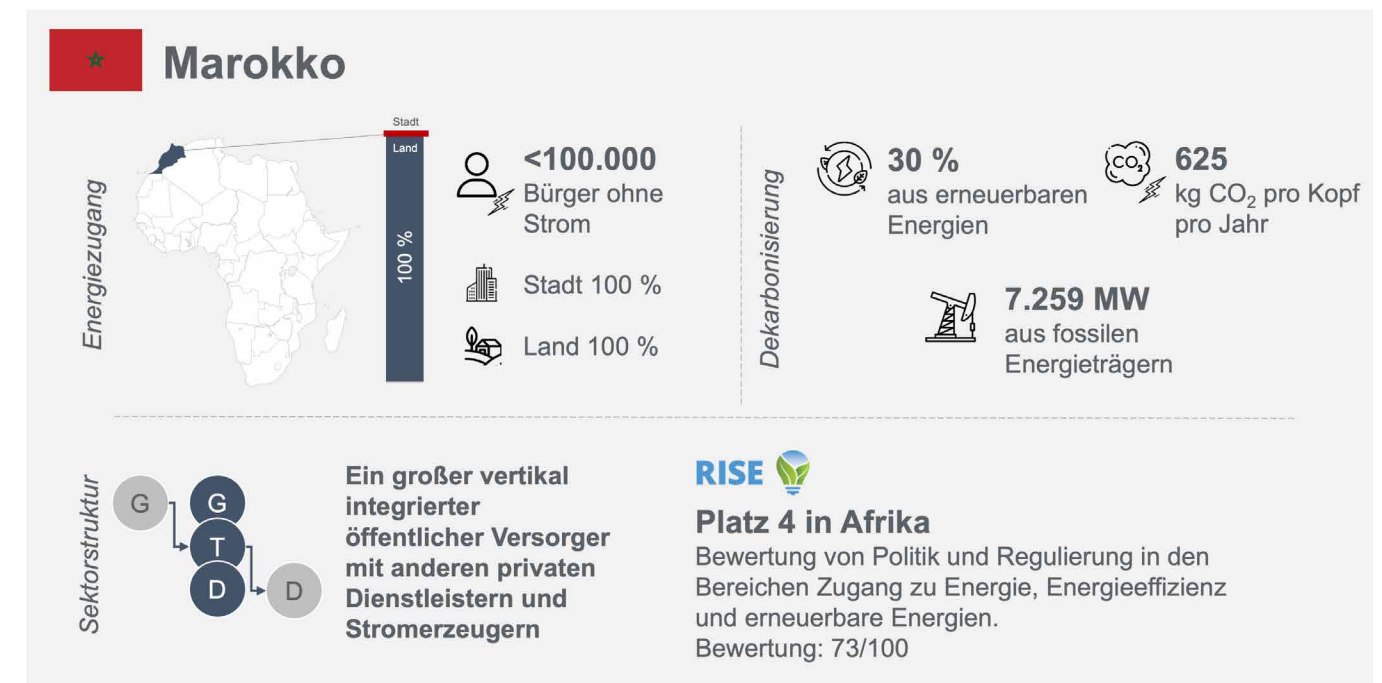 Marokko
Energiezugang
Stadt
Land
100 %
<100.000
Bürger ohne
Strom
Stadt 100 %
Land 100 %
Dekarbonisierung
30 %
aus erneuerbaren
Energien
CO₂
625
kg CO₂ pro Kopf
pro Jahr
7.259 MW
aus fossilen
Energieträgern
Sektorstruktur
G
G
T
D
D
Ein großer vertikal
integrierter
öffentlicher Versorger
mit anderen privaten
Dienstleistern und
Stromerzeugern
RISE
Platz 4 in Afrika
Bewertung von Politik und Regulierung in den
Bereichen Zugang zu Energie, Energieeffizienz
und erneuerbare Energien.
Bewertung: 73/100